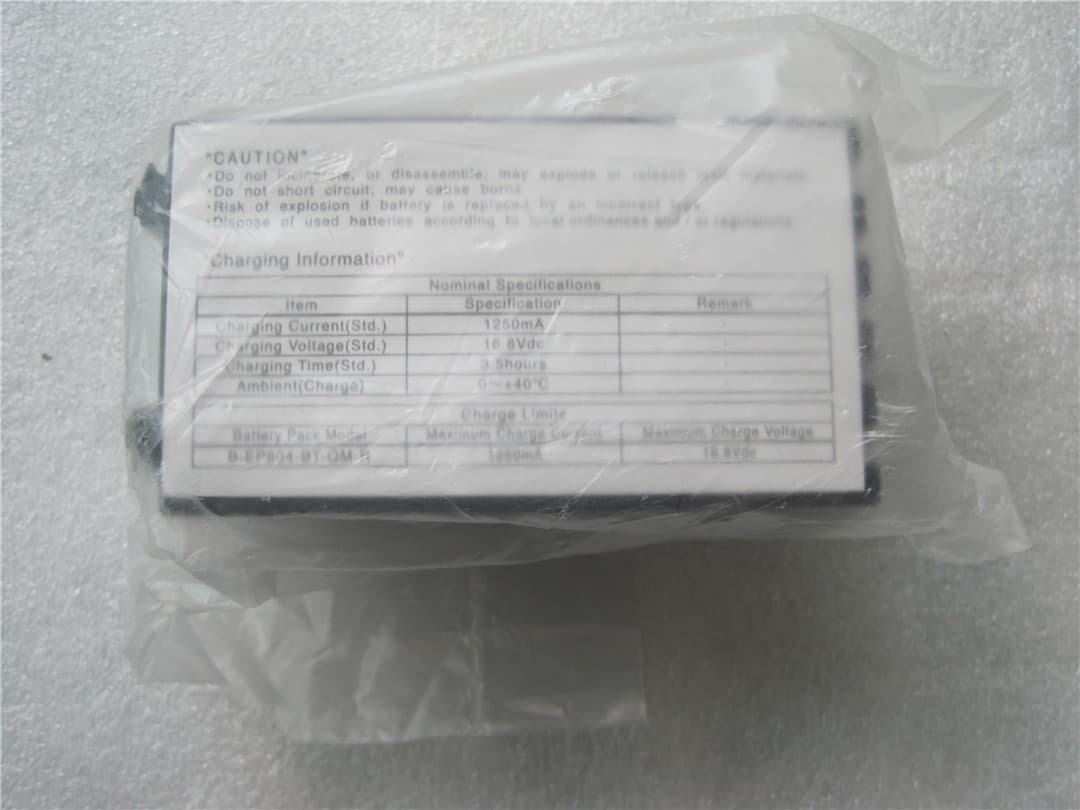 "CAUTION"
·Do not incinerate, or disassemble; may explode or release toxic materials.
·Do not short circuit; may cause burns.
·Risk of explosion if battery is replaced by an incorrect type.
·Dispose of used batteries according to local ordinances and / or regulations.
"Charging Information"
Nominal Specifications
Item Specification Remark
Charging Current(Std.) 1250mA -
Charging Voltage(Std.) 16.8Vdc -
Charging Time(Std.) 3.5hours -
Ambient(Charge) 0~+40℃ -
Charge Limits
Battery Pack Model Maximum Charge Current Maximum Charge Voltage
16.8Vdc